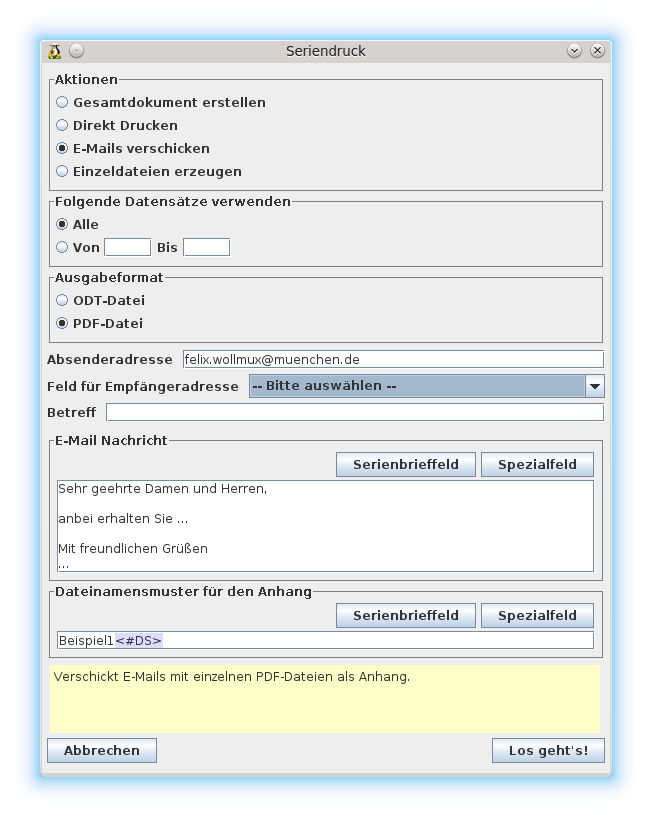 Seriendruck
Aktionen
Gesamtdokument erstellen
Direkt Drucken
E-Mails verschicken
Einzeldateien erzeugen
Folgende Datensätze verwenden
Alle
Von Bis
Ausgabeformat
ODT-Datei
PDF-Datei
Absenderadresse felix.wollmux@muenchen.de
Feld für Empfängeradresse -- Bitte auswählen --
Betreff
E-Mail Nachricht
Serienbrieffeld Spezialfeld
Sehr geehrte Damen und Herren,
anbei erhalten Sie ...
Mit freundlichen Grüßen
...
Dateinamensmuster für den Anhang
Serienbrieffeld Spezialfeld
Beispiel1<#DS>
Verschickt E-Mails mit einzelnen PDF-Dateien als Anhang.
Abbrechen Los geht's!